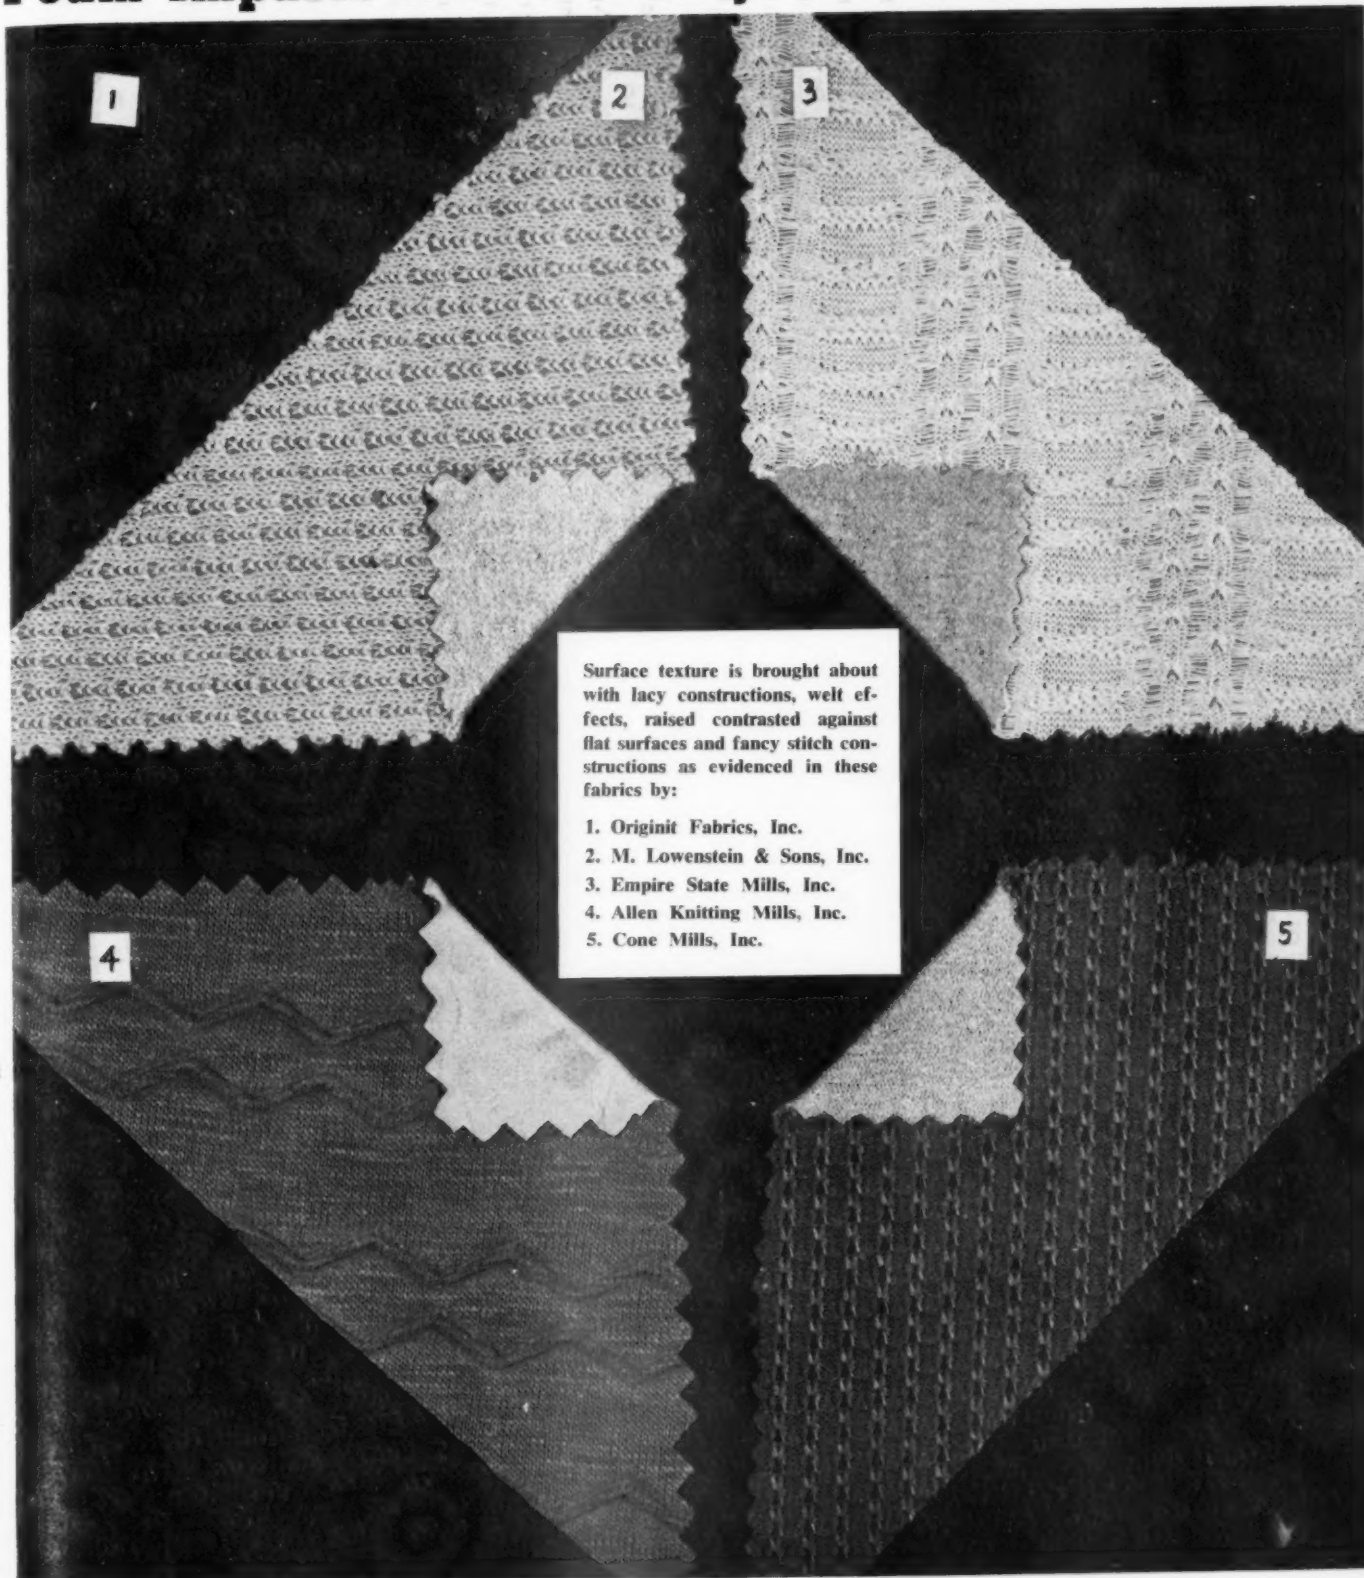 1
2
3
Surface texture is brought about
with lacy constructions, welt ef-
fects, raised contrasted against
flat surfaces and fancy stitch con-
structions as evidenced in these
fabrics by:
1. Originit Fabrics, Inc.
2. M. Lowenstein & Sons, Inc.
3. Empire State Mills, Inc.
4. Allen Knitting Mills, Inc.
5. Cone Mills, Inc.
4
5